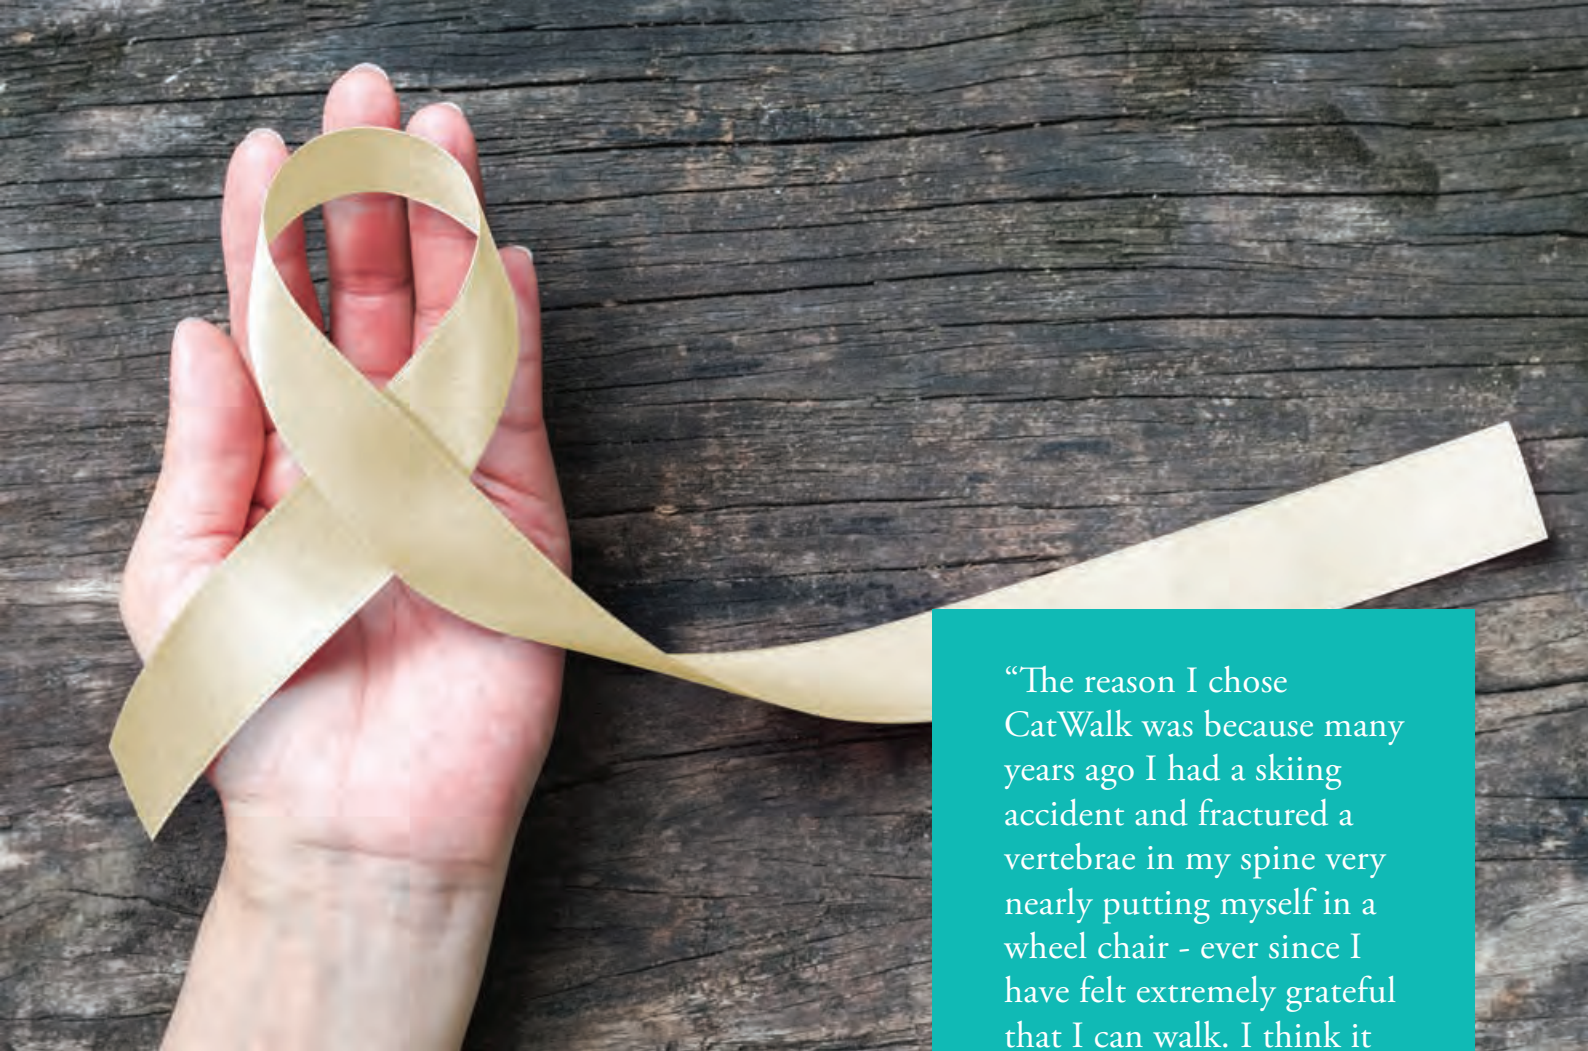 “The reason I chose
CatWalk was because many
years ago I had a skiing
accident and fractured a
vertebrae in my spine very
nearly putting myself in a
wheel chair - ever since I
have felt extremely grateful
that I can walk. I think it